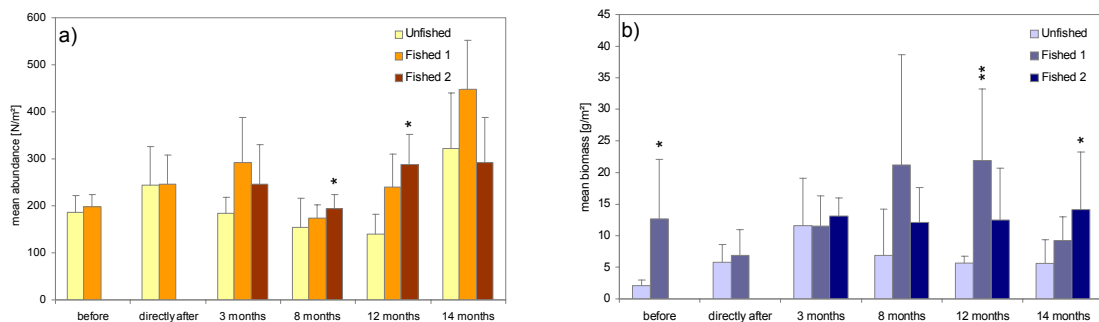 a)
Unfished
Fished 1
Fished 2
mean abundance [N/m²]
600
500
400
300
200
100
0
*
*
before directly after 3 months 8 months 12 months 14 months
b)
Unfished
Fished 1
Fished 2
mean biomass [g/m²]
45
40
35
30
25
20
15
10
5
0
*
**
*
before directly after 3 months 8 months 12 months 14 months